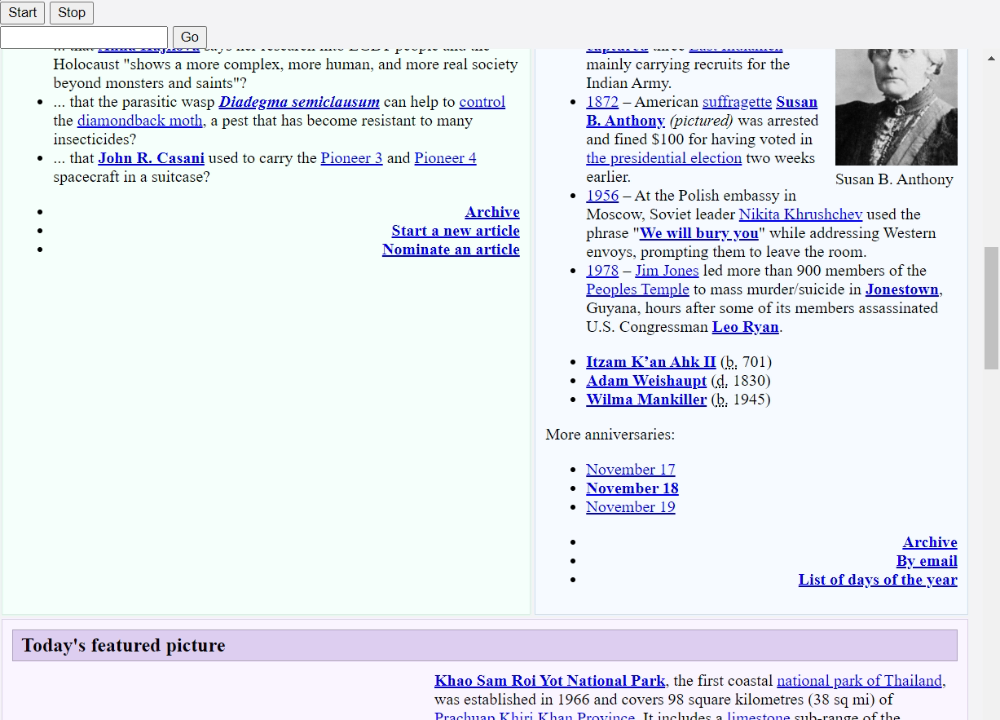 Start Stop
Go
... that Anna Hájková says her research into LGBT people and the
Holocaust "shows a more complex, more human, and more real society
beyond monsters and saints"?
... that the parasitic wasp Diadegma semiclausum can help to control
the diamondback moth, a pest that has become resistant to many
insecticides?
... that John R. Casani used to carry the Pioneer 3 and Pioneer 4
spacecraft in a suitcase?
Archive
Start a new article
Nominate an article
captured three East Indiamen
mainly carrying recruits for the
Indian Army.
1872 – American suffragette Susan
B. Anthony (pictured) was arrested
and fined $100 for having voted in
the presidential election two weeks
earlier.
Susan B. Anthony
1956 – At the Polish embassy in
Moscow, Soviet leader Nikita Khrushchev used the
phrase "We will bury you" while addressing Western
envoys, prompting them to leave the room.
1978 – Jim Jones led more than 900 members of the
Peoples Temple to mass murder/suicide in Jonestown,
Guyana, hours after some of its members assassinated
U.S. Congressman Leo Ryan.
Itzam K'an Ahk II (b. 701)
Adam Weishaupt (d. 1830)
Wilma Mankiller (b. 1945)
More anniversaries:
November 17
November 18
November 19
Archive
By email
List of days of the year
Today's featured picture
Khao Sam Roi Yot National Park, the first coastal national park of Thailand,
was established in 1966 and covers 98 square kilometres (38 sq mi) of
Prachuap Khiri Khan Province. It includes a limestone sub-range of the